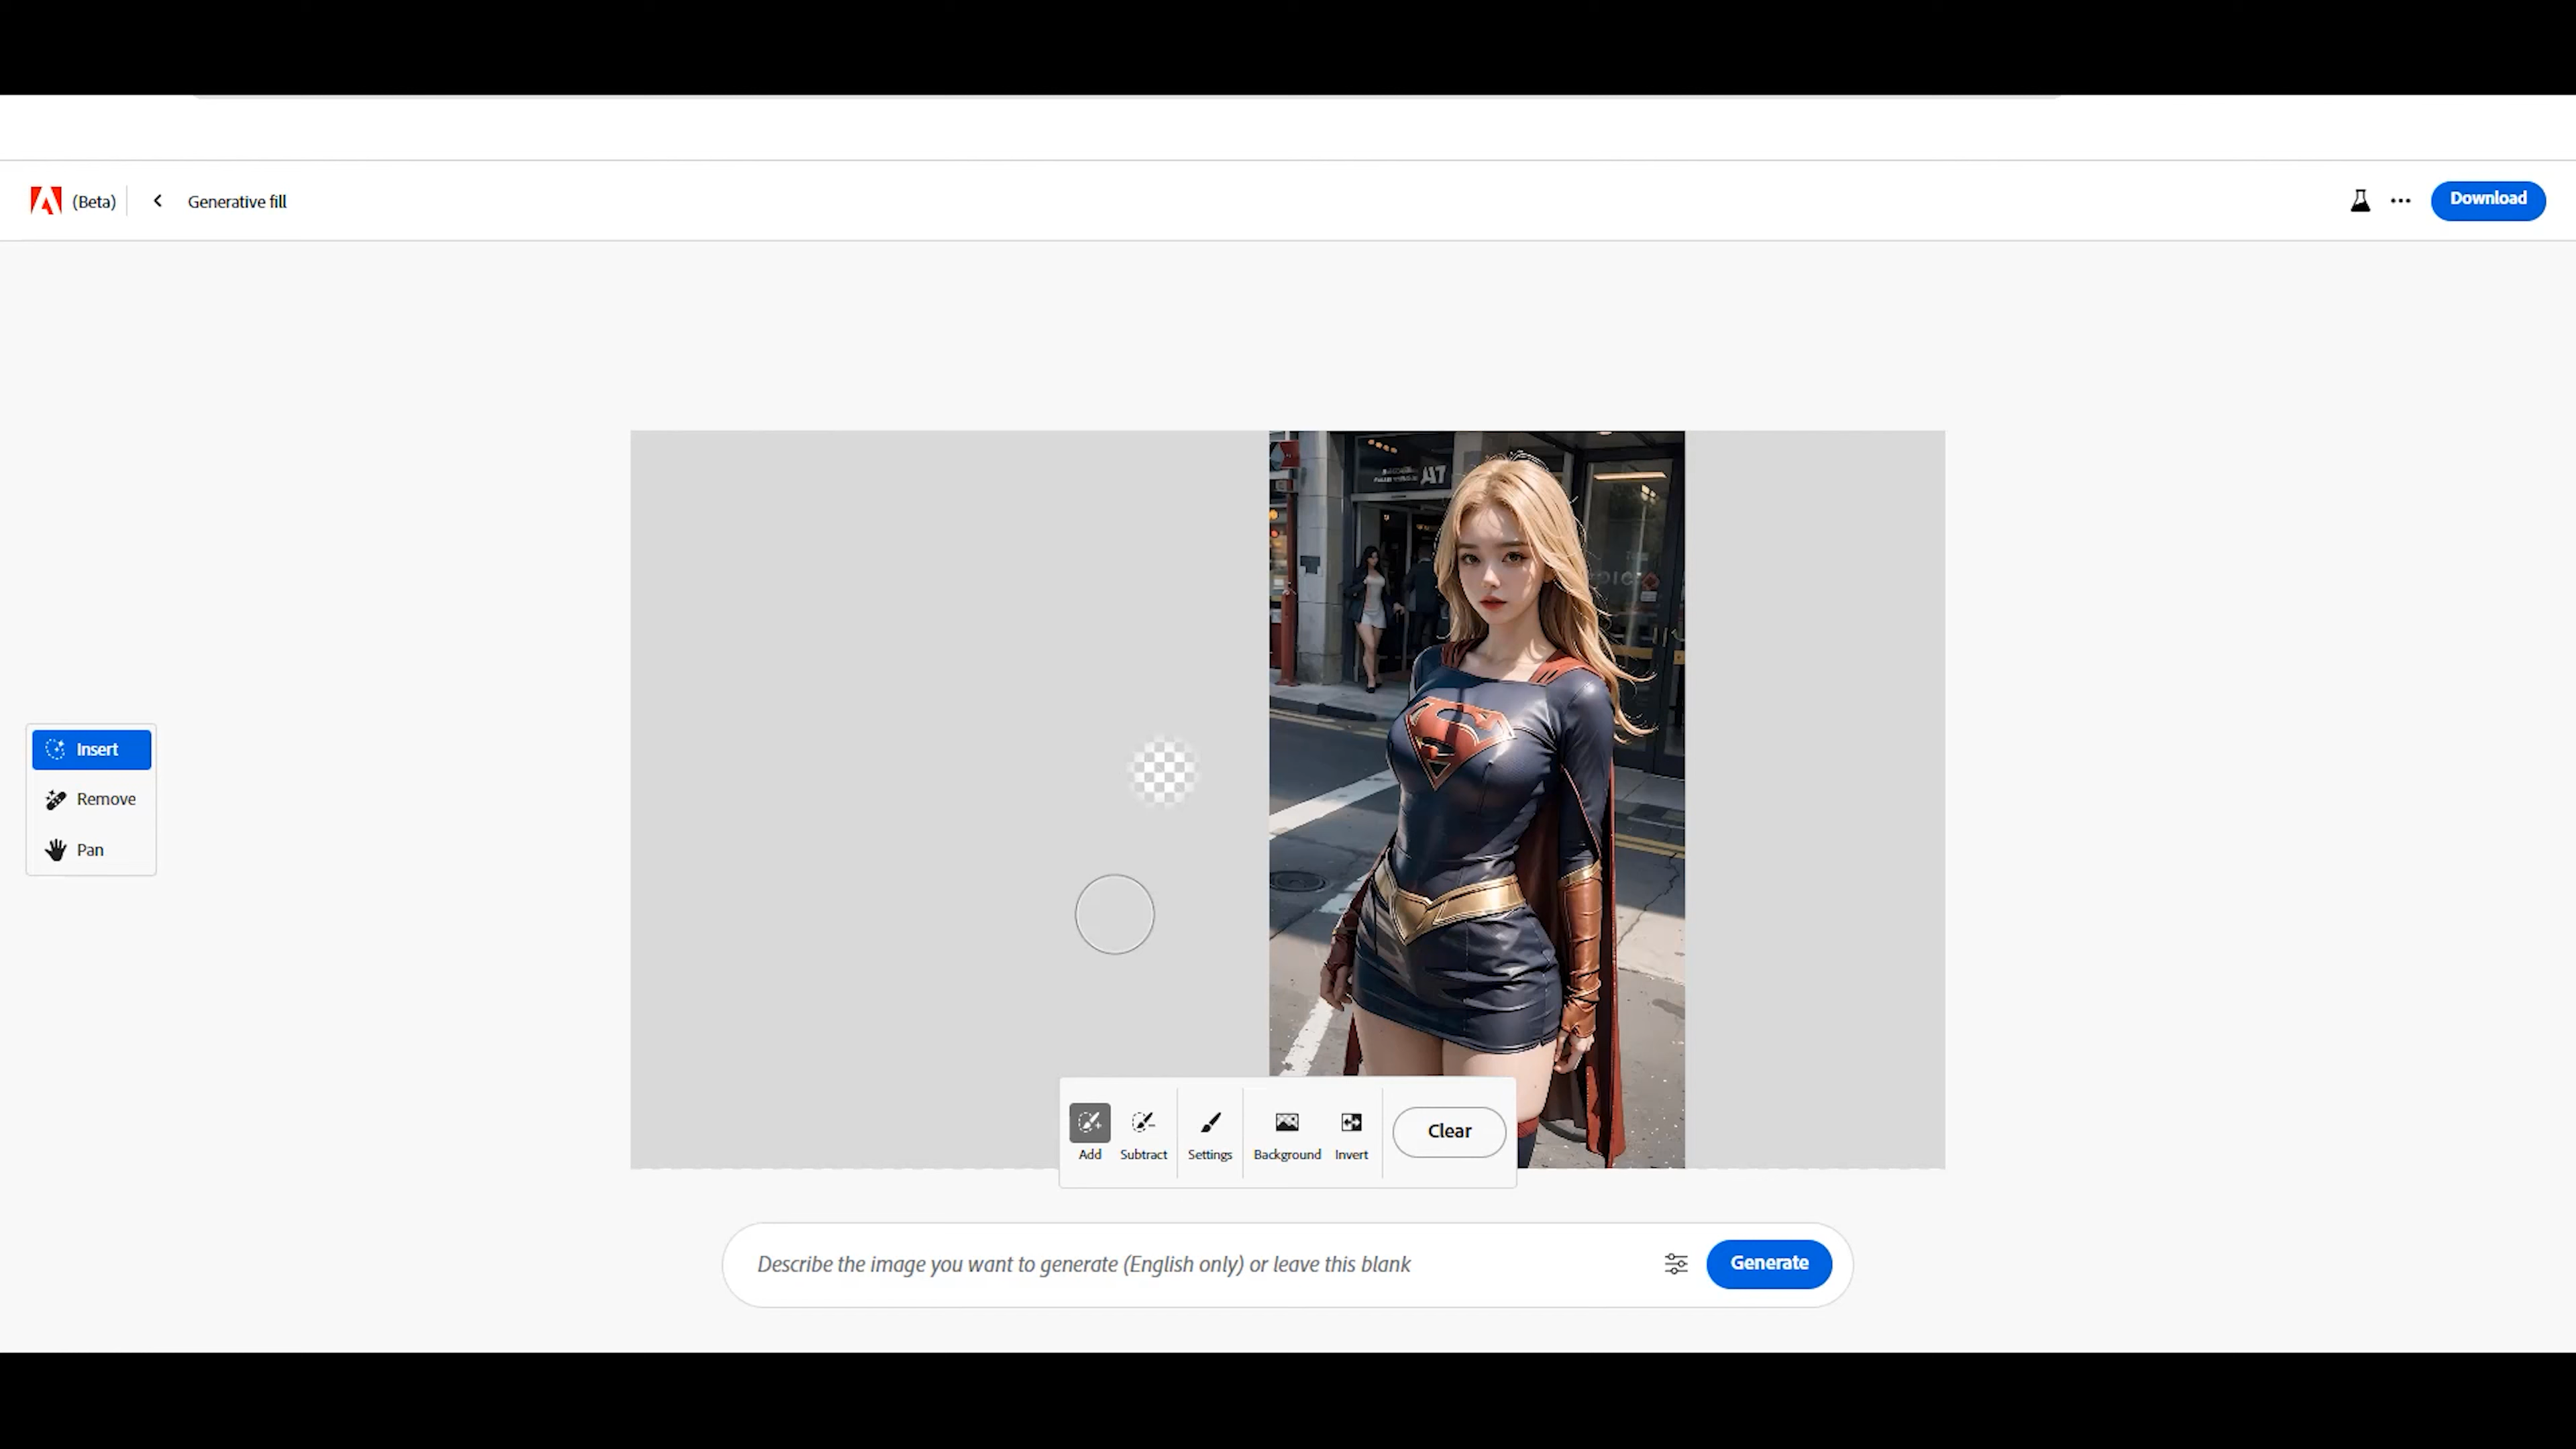 (Beta)
Generative fill
Download
Insert
Remove
Pan
Add
Subtract
Settings
Background
Invert
Clear
Describe the image you want to generate (English only) or leave this blank
Generate